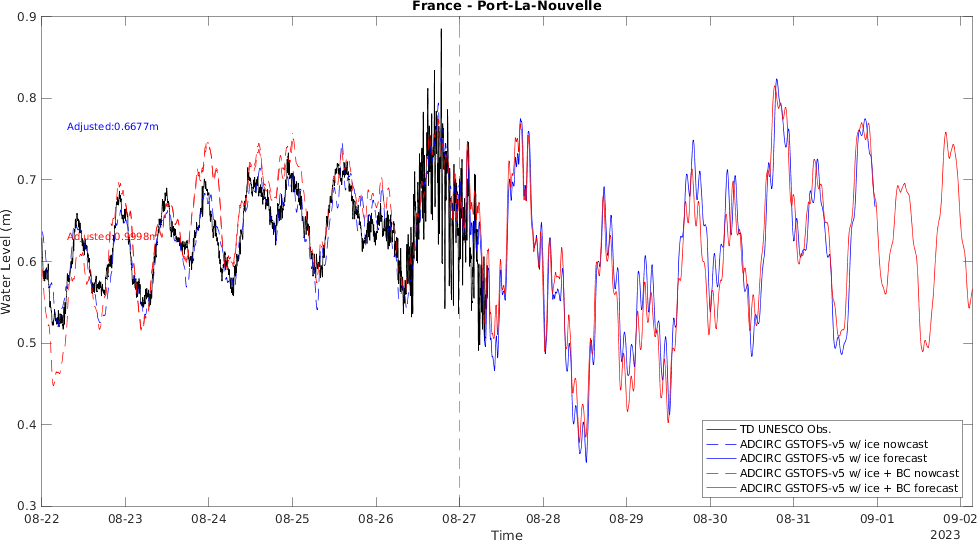 France - Port-La-Nouvelle
0.9
0.8
0.7
0.6
0.5
0.4
0.3
Water Level (m)
Adjusted:0.6677m
Adjusted:0.9998m
TD UNESCO Obs.
ADCIRC GSTOFS-v5 w/ ice nowcast
ADCIRC GSTOFS-v5 w/ ice forecast
ADCIRC GSTOFS-v5 w/ ice + BC nowcast
ADCIRC GSTOFS-v5 w/ ice + BC forecast
08-22 08-23 08-24 08-25 08-26 08-27 08-28 08-29 08-30 08-31 09-01 09-02
Time
2023